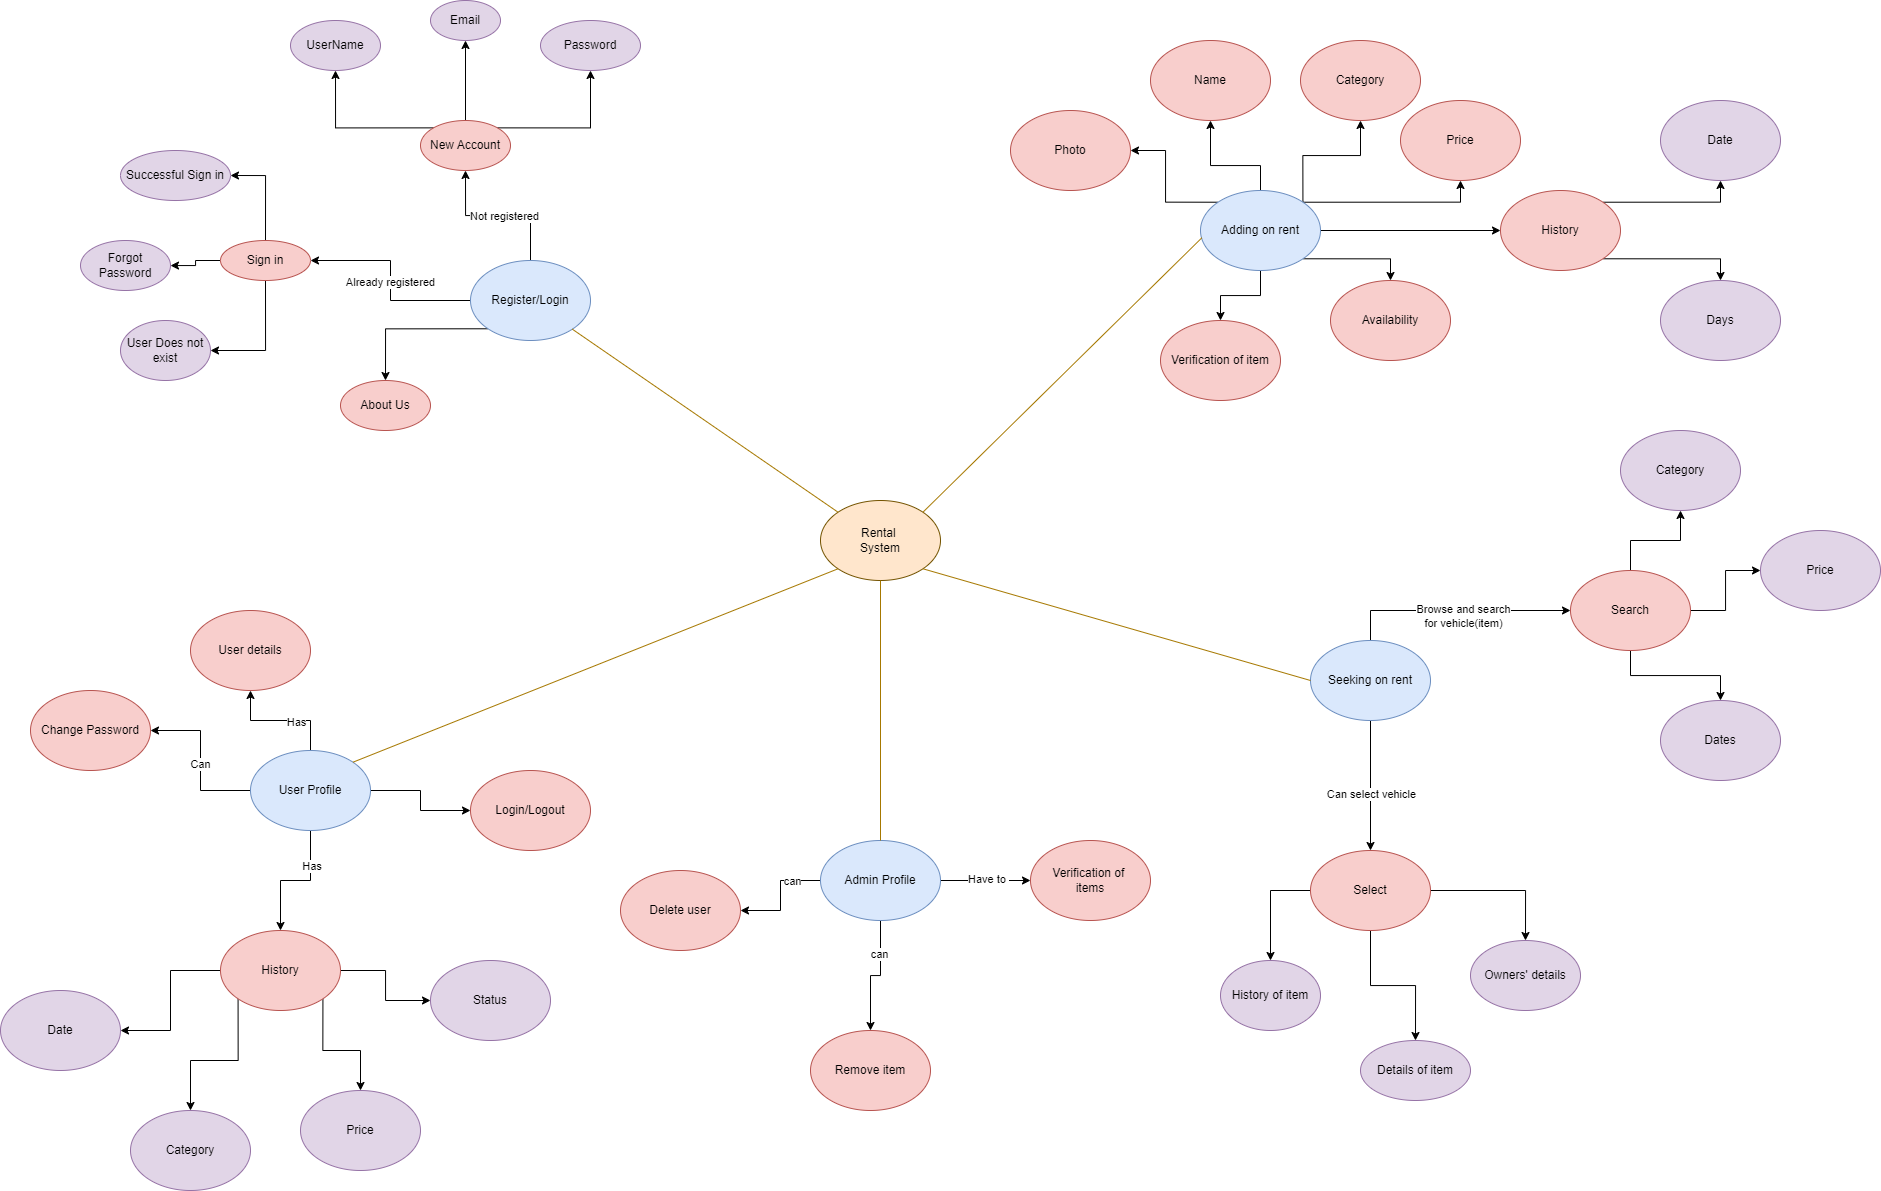 Email
UserName
Password
New Account
Successful Sign in
Not registered
Forgot
Password
Sign in
Already registered
Register/Login
User Does not
exist
About Us
Name
Category
Price
Photo
Date
Adding on rent
History
Verification of item
Availability
Days
Rental
System
Category
Price
Browse and search
for vehicle(item)
Search
Seeking on rent
Dates
Can select vehicle
Select
History of item
Owners' details
Details of item
User details
Change Password
Has
Can
User Profile
Login/Logout
Has
History
Status
Date
Category
Price
Admin Profile
can
Delete user
Have to
Verification of
items
can
Remove item